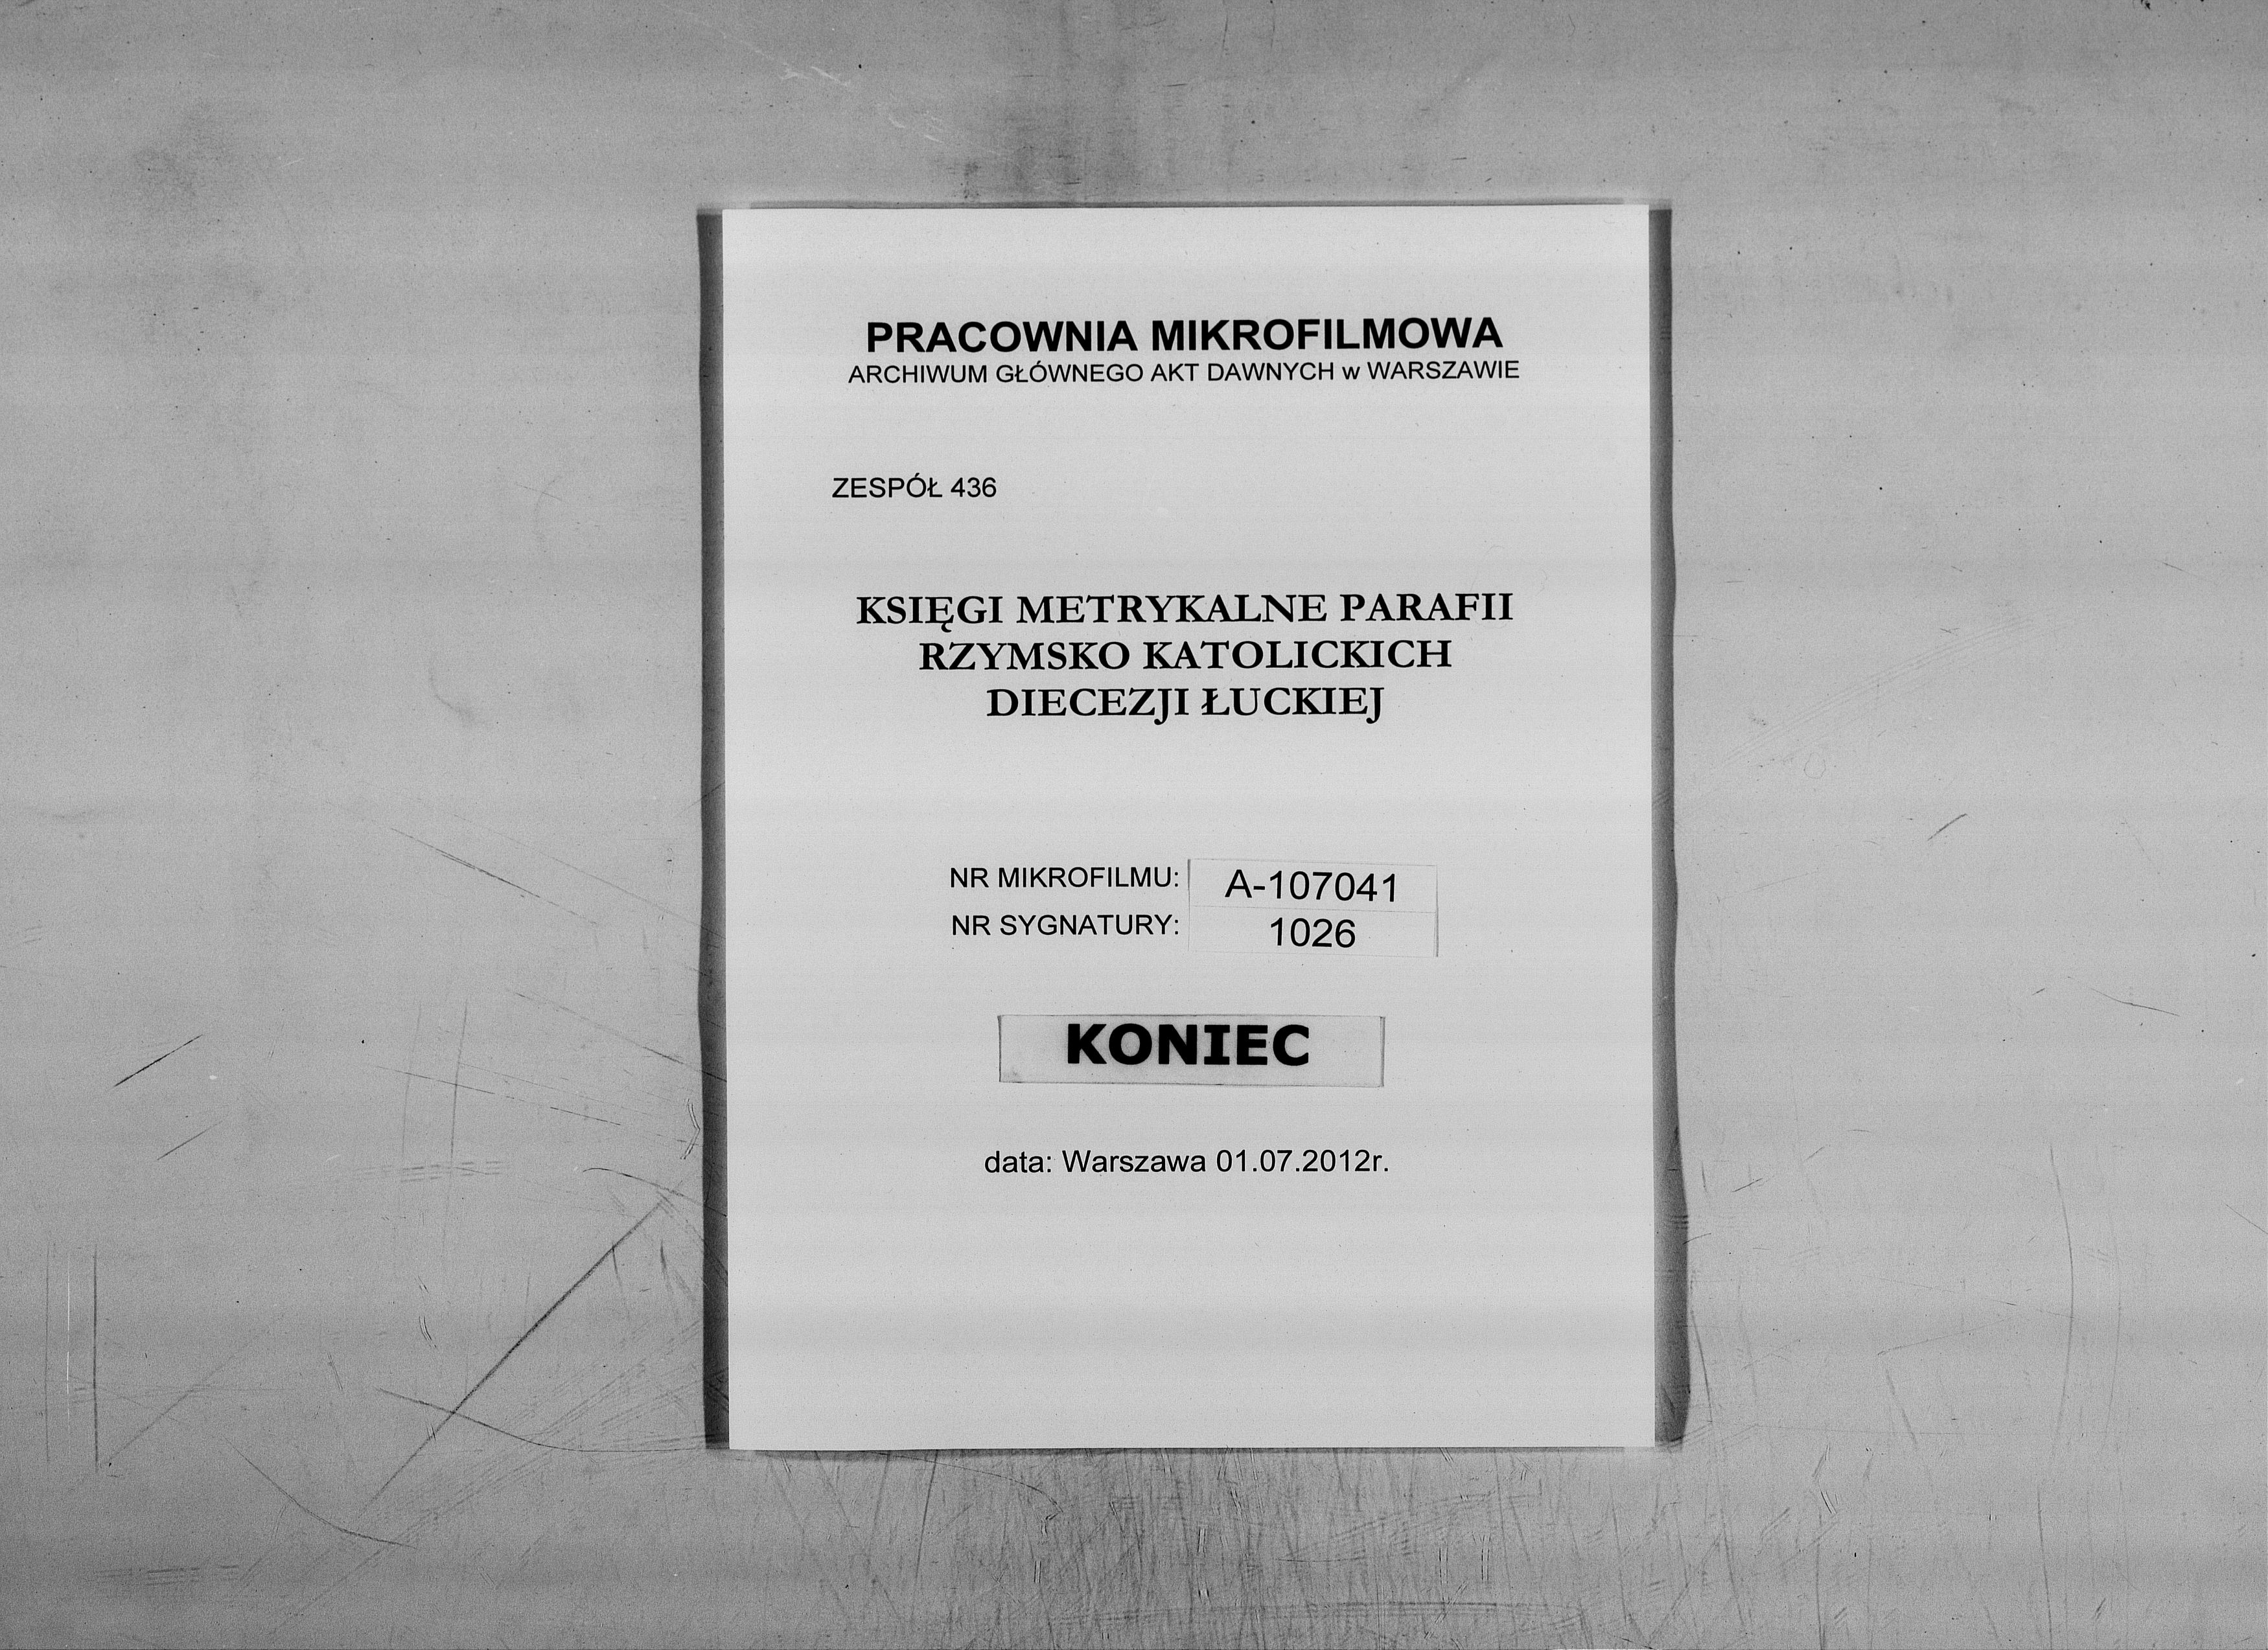 PRACOWNIA MIKROFILMOWA
ARCHIWUM GŁÓWNEGO AKT DAWNYCH w WARSZAWIE
ZESPÓŁ 436
KSIĘGI METRYKALNE PARAFII
RZYMSKO KATOLICKICH
DIECEZJI ŁUCKIEJ
NR MIKROFILMU: A-107041
NR SYGNATURY: 1026
KONIEC
data: Warszawa 01.07.2012r.